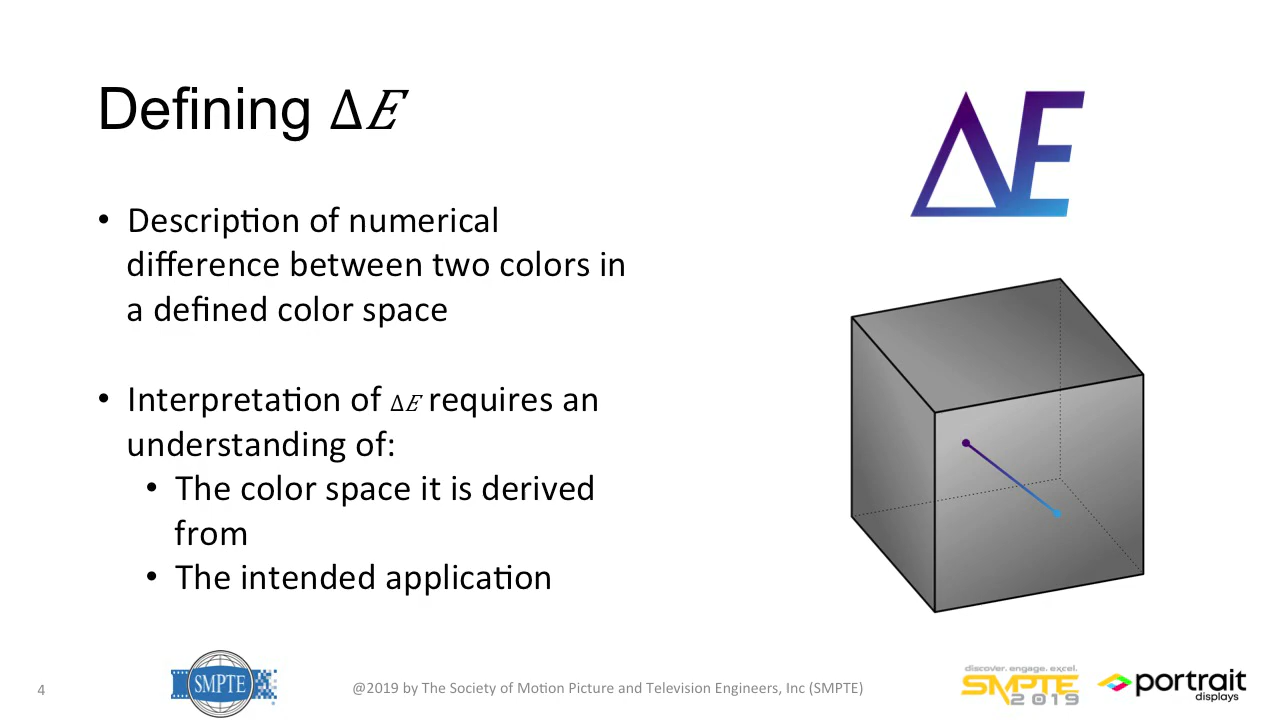 Defining Δ𝐸
ΔE
• Description of numerical
difference between two colors in
a defined color space
• Interpretation of Δ𝐸 requires an
understanding of:
• The color space it is derived
from
• The intended application
4
SMPTE
@2019 by The Society of Motion Picture and Television Engineers, Inc (SMPTE)
discover. engage. excel.
SMPTE
2019
portrait
displays